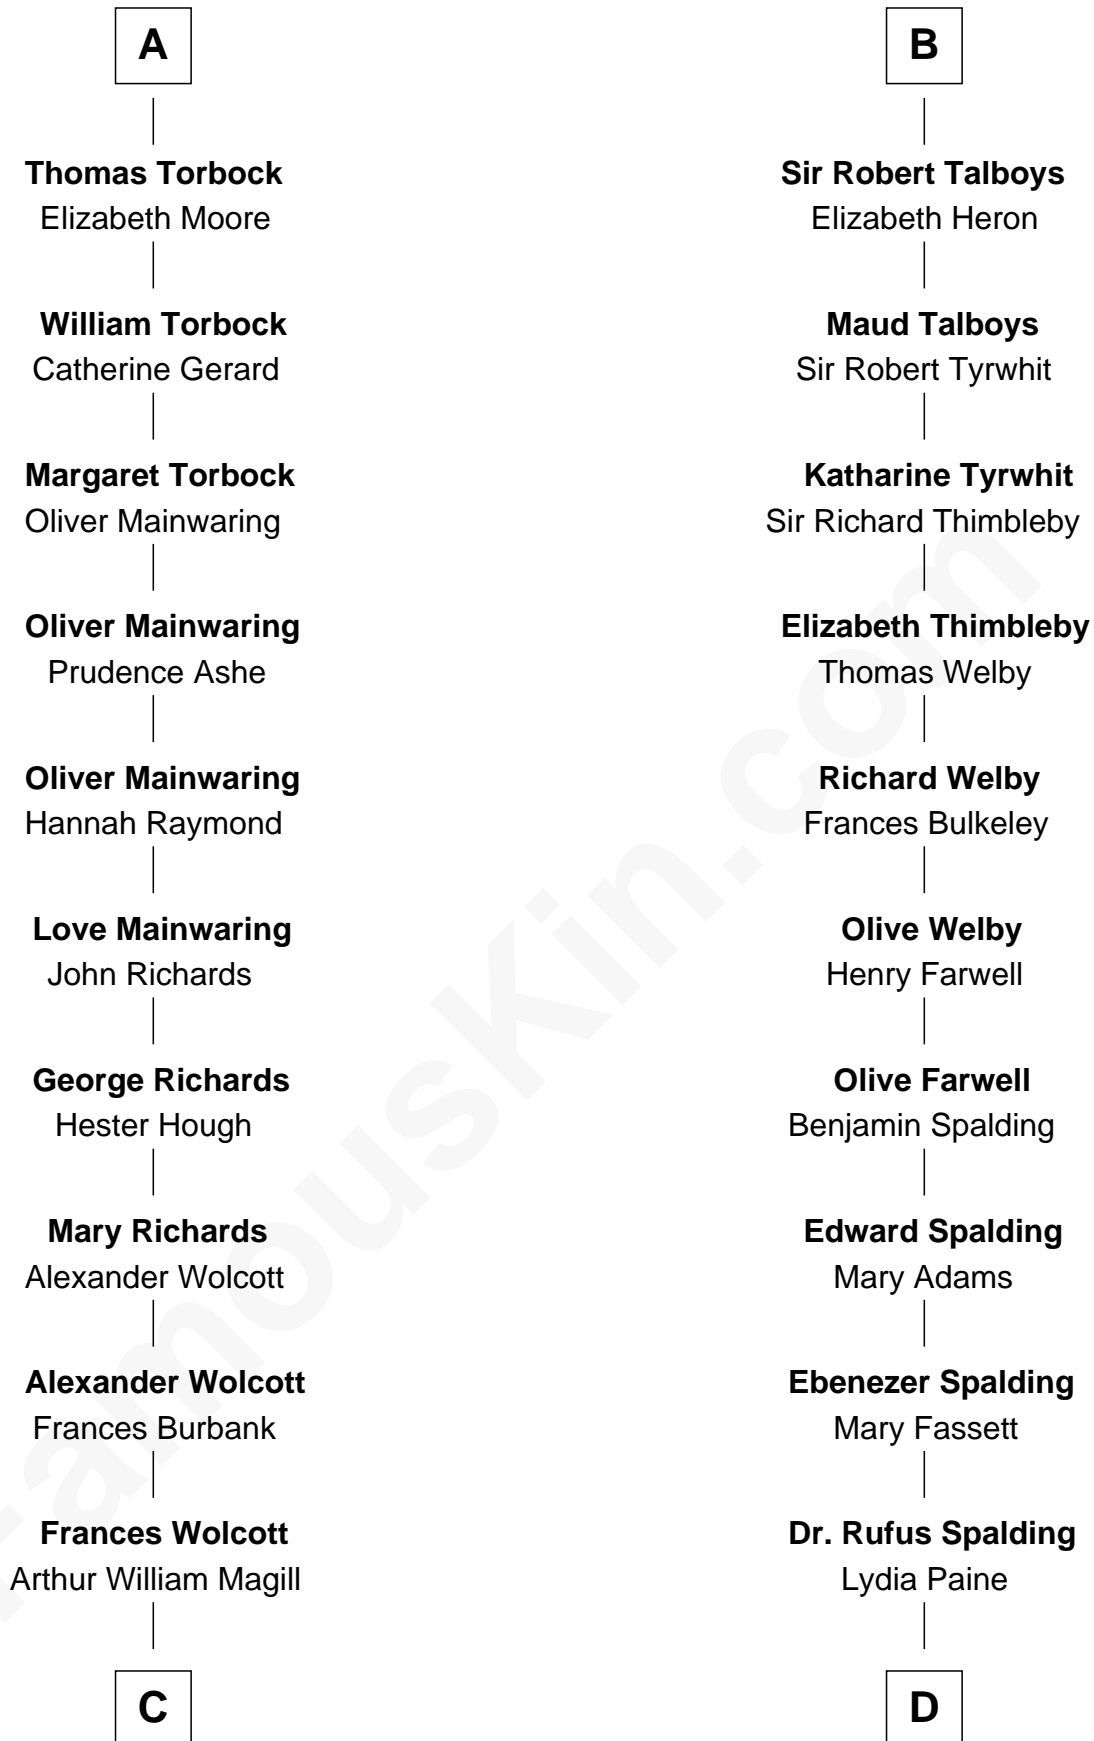 A
Thomas Torbock
Elizabeth Moore
William Torbock
Catherine Gerard
Margaret Torbock
Oliver Mainwaring
Oliver Mainwaring
Prudence Ashe
Oliver Mainwaring
Hannah Raymond
Love Mainwaring
John Richards
George Richards
Hester Hough
Mary Richards
Alexander Wolcott
Alexander Wolcott
Frances Burbank
Frances Wolcott
Arthur William Magill
C
B
Sir Robert Talboys
Elizabeth Heron
Maud Talboys
Sir Robert Tyrwhit
Katharine Tyrwhit
Sir Richard Thimbleby
Elizabeth Thimbleby
Thomas Welby
Richard Welby
Frances Bulkeley
Olive Welby
Henry Farwell
Olive Farwell
Benjamin Spalding
Edward Spalding
Mary Adams
Ebenezer Spalding
Mary Fassett
Dr. Rufus Spalding
Lydia Paine
D
FamousKin.com